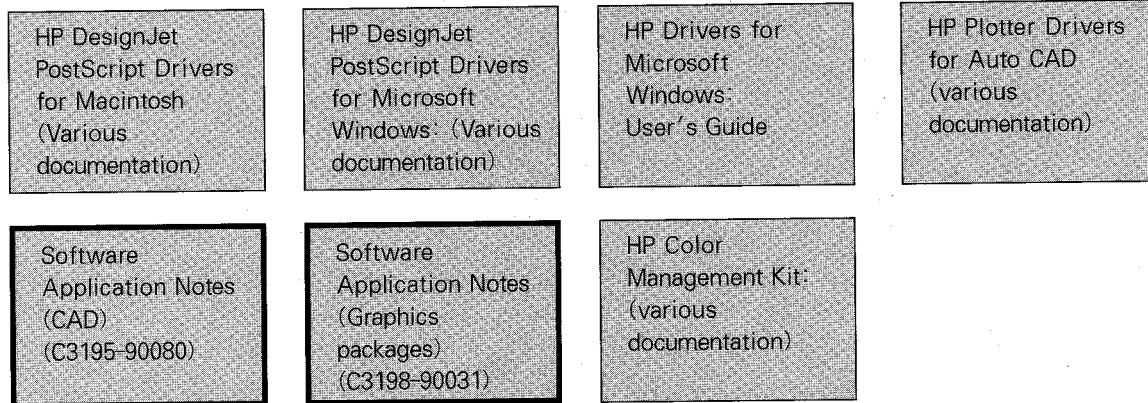 HP DesignJet
PostScript Drivers
for Macintosh
(Various
documentation)
HP DesignJet
PostScript Drivers
for Microsoft
Windows: (Various
documentation)
HP Drivers for
Microsoft
Windows:
User's Guide
HP Plotter Drivers
for Auto CAD
(various
documentation)
Software
Application Notes
(CAD)
(C3195-90080)
Software
Application Notes
(Graphics
packages)
(C3198-90031)
HP Color
Management Kit:
(various
documentation)